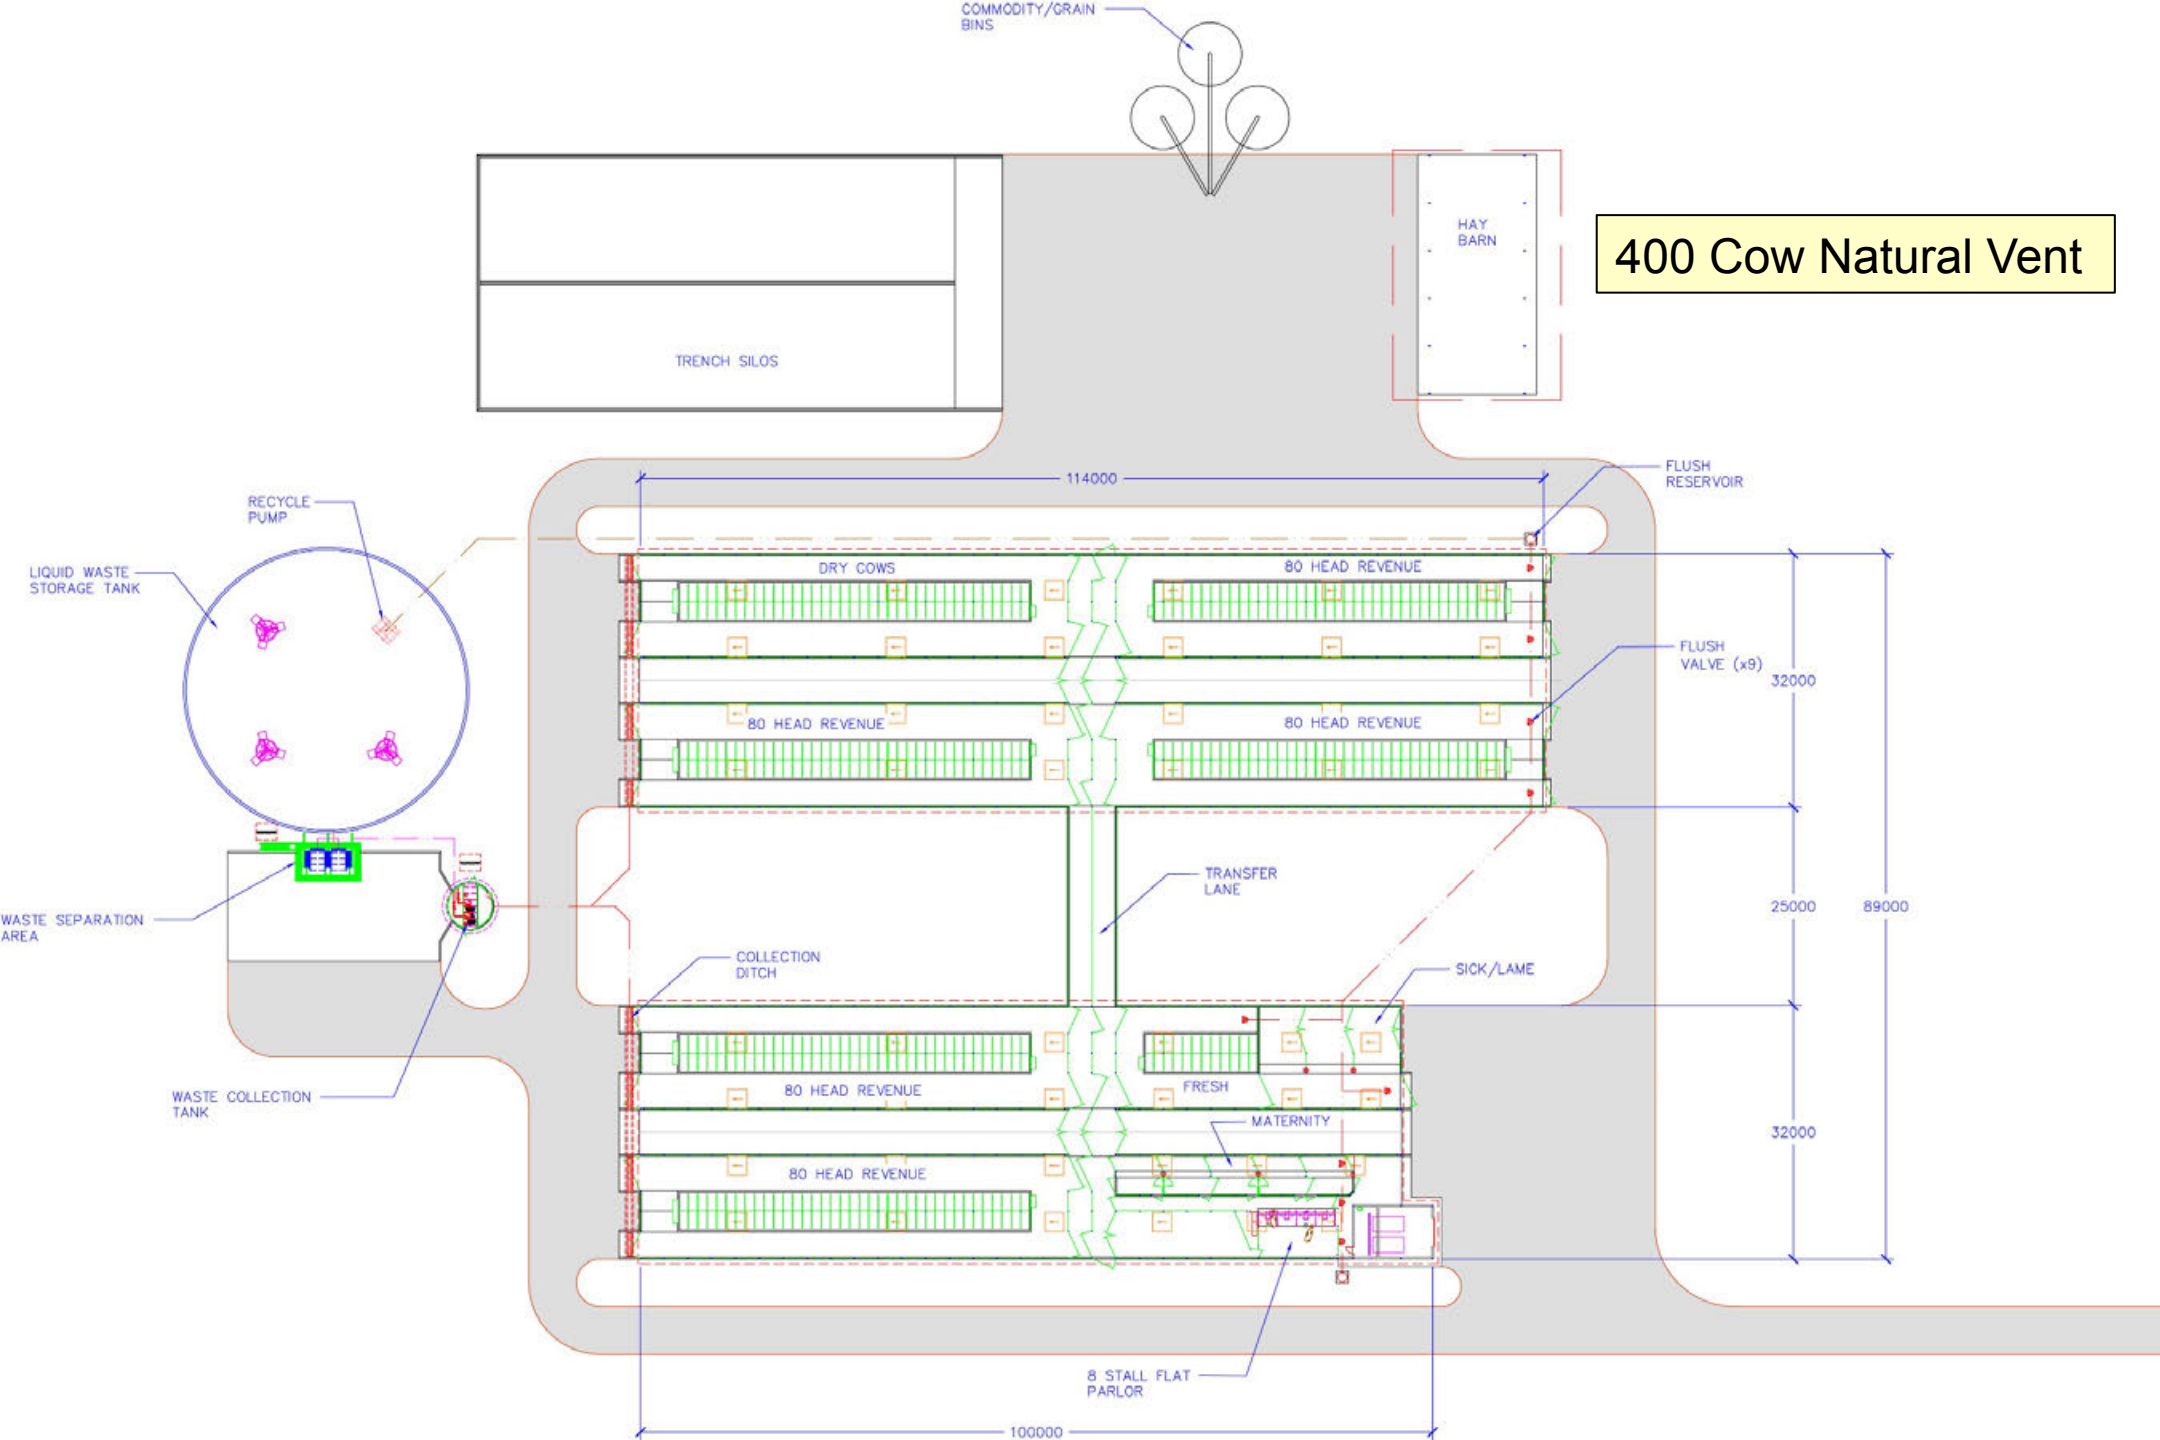 COMMODITY/GRAIN
BINS
HAY
BARN
400 Cow Natural Vent
TRENCH SILOS
114000
FLUSH
RESERVOIR
RECYCLE
PUMP
LIQUID WASTE
STORAGE TANK
DRY COWS
80 HEAD REVENUE
FLUSH
VALVE (x9)
32000
80 HEAD REVENUE
80 HEAD REVENUE
TRANSFER
LANE
25000
89000
WASTE SEPARATION
AREA
COLLECTION
DITCH
SICK/LAME
WASTE COLLECTION
TANK
80 HEAD REVENUE
FRESH
MATERNITY
32000
80 HEAD REVENUE
8 STALL FLAT
PARLOR
100000